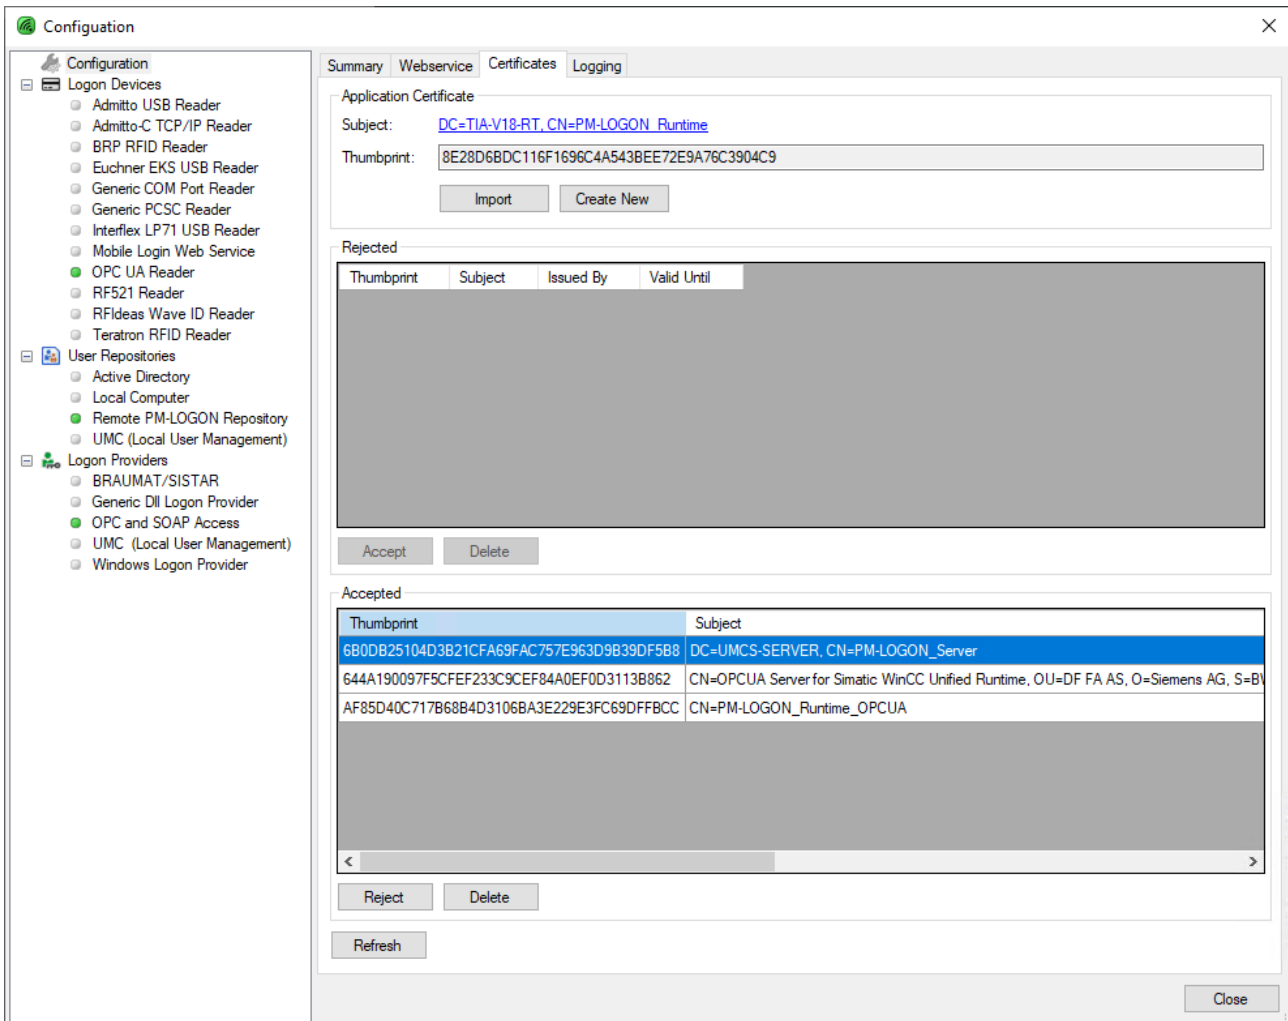 Configuation
Configuration
Logon Devices
Admitto USB Reader
Admitto-C TCP/IP Reader
BRP RFID Reader
Euchner EKS USB Reader
Generic COM Port Reader
Generic PCSC Reader
Interflex LP71 USB Reader
Mobile Login Web Service
OPC UA Reader
RF521 Reader
RFIdeas Wave ID Reader
Teratron RFID Reader
User Repositories
Active Directory
Local Computer
Remote PM-LOGON Repository
UMC (Local User Management)
Logon Providers
BRAUMAT/SISTAR
Generic Dll Logon Provider
OPC and SOAP Access
UMC (Local User Management)
Windows Logon Provider
Summary Webservice Certificates Logging
Application Certificate
Subject: DC=TIA-V18-RT, CN=PM-LOGON_Runtime
Thumbprint: 8E28D6BDC116F1696C4A543BEE72E9A76C3904C9
Import Create New
Rejected
Thumbprint Subject Issued By Valid Until
Accept Delete
Accepted
Thumbprint Subject
6B0DB25104D3B21CFA69FAC757E963D9B39DF5B8 DC=UMCS-SERVER, CN=PM-LOGON_Server
644A190097F5CFEF233C9CEF84A0EF0D3113B862 CN=OPCUA Server for Simatic WinCC Unified Runtime, OU=DF FA AS, O=Siemens AG,
AF85D40C717B68B4D3106BA3E229E3FC69DFFBCC CN=PM-LOGON_Runtime_OPCUA
Reject Delete
Refresh
Close